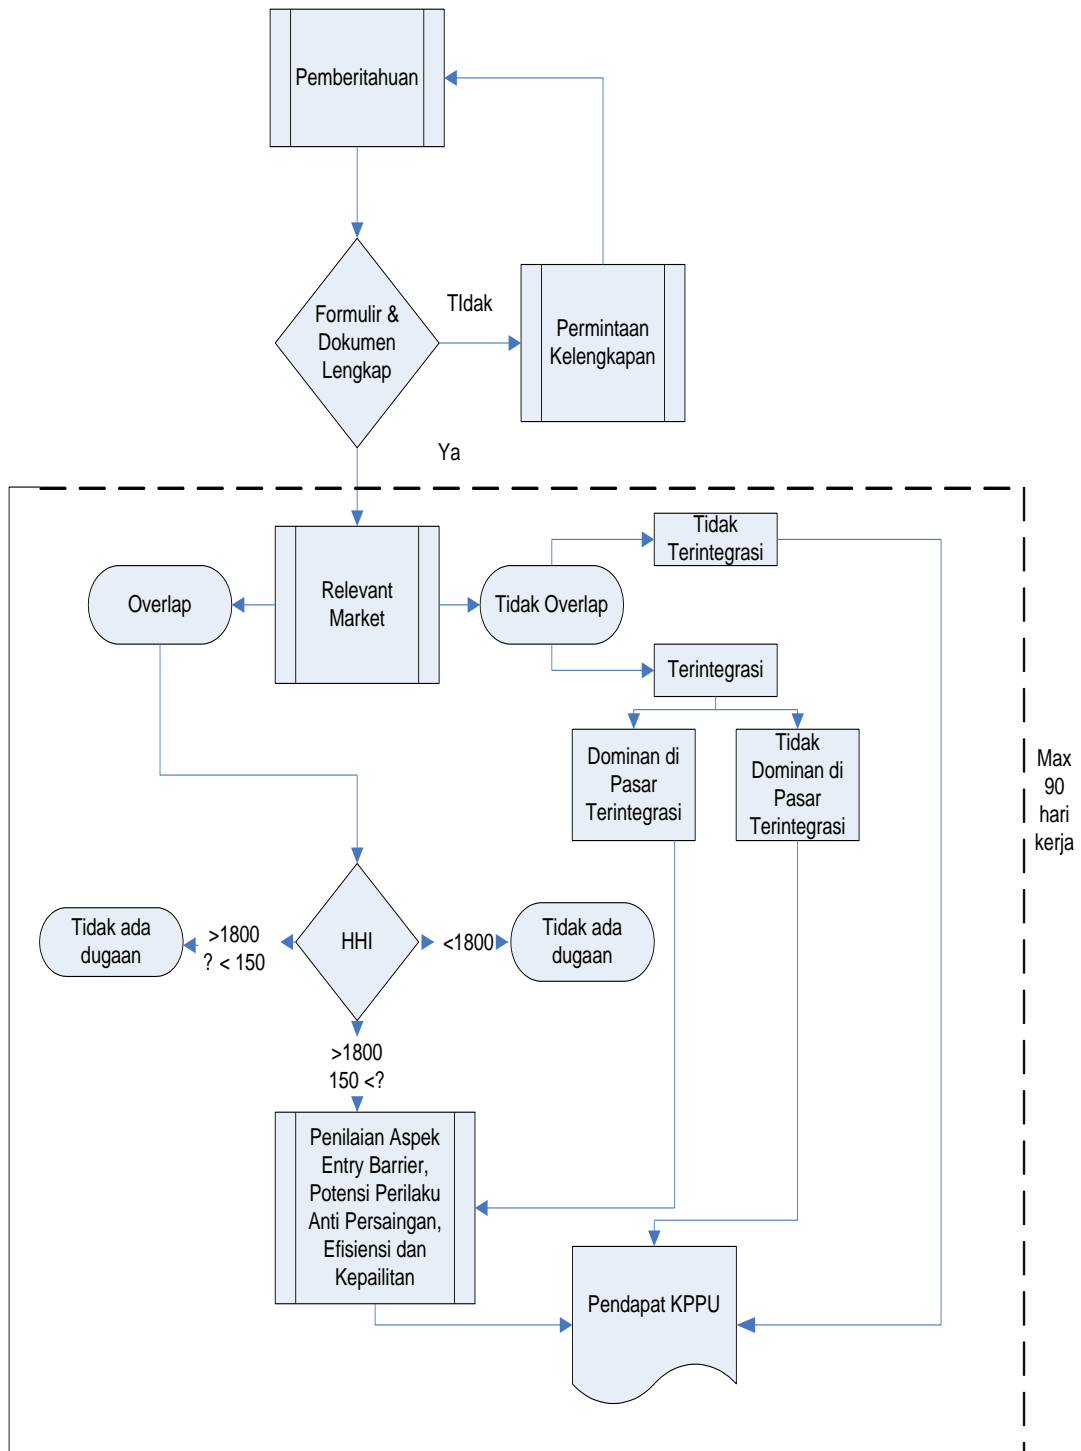 Pemberitahuan
Formulir &
Dokumen
Lengkap
TIdak
Permintaan
Kelengkapan
Ya
Tidak
Terintegrasi
Overlap
Relevant
Market
Tidak Overlap
Terintegrasi
Dominan di
Pasar
Terintegrasi
Tidak
Dominan di
Pasar
Terintegrasi
Max
90
hari
kerja
Tidak ada
dugaan
>1800
? < 150
HHI
<1800
Tidak ada
dugaan
>1800
150 <?
Penilaian Aspek
Entry Barrier,
Potensi Perilaku
Anti Persaingan,
Efisiensi dan
Kepailitan
Pendapat KPPU